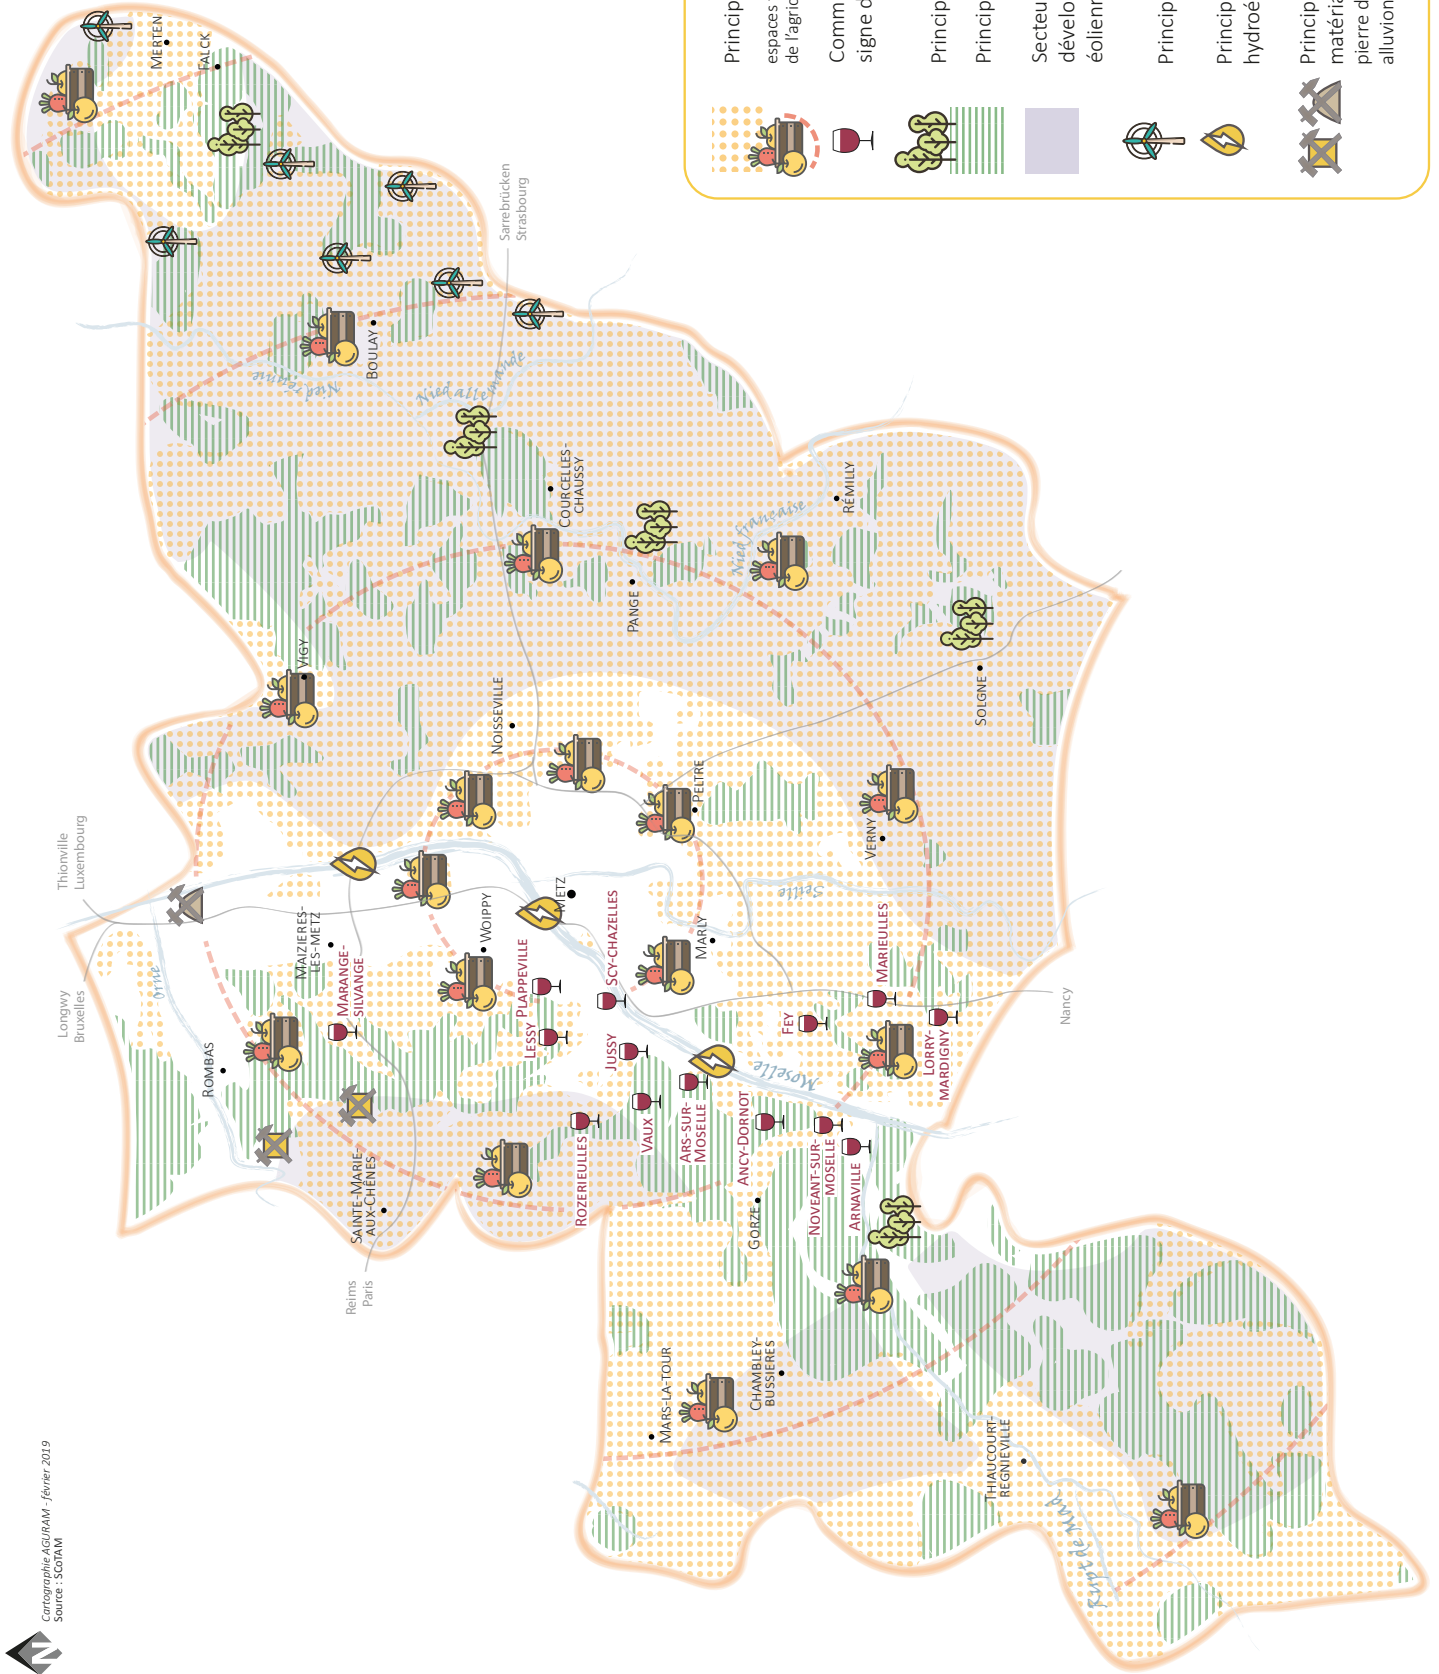 Cartographie AGURAM - février 2019
Source : SCoTAM
N
Longwy
Bruxelles
Thionville
Luxembourg
Reims
Paris
Sarrebrücken
Strasbourg
Nancy
MERTEN
FALCK
BOULAY
Nied réunie
Nied allemande
COURCELLES-
CHAUSSY
PANGE
Nied française
RÉMILLY
VIGY
NOISSEVILLE
PELTRE
SOLGNE
VERNY
Seille
METZ
MARLY
WOIPPY
MAIZIERES-
LES-METZ
MARANGE-
SILVANGE
Orne
ROMBAS
SAINTE-MARIE-
AUX-CHÊNES
PLAPPEVILLE
LESSY
SCY-CHAZELLES
JUSSY
ROZERIEULLES
VAUX
ARS-SUR-
MOSELLE
ANCY-DORNOT
NOVEANT-SUR-
MOSELLE
ARNAVILLE
Moselle
FEY
MARIEULLES
LORRY-
MARDIGNY
GORZE
MARS-LA-TOUR
CHAMBLEY-
BUSSIERES
THIAUCOURT-
REGNIEVILLE
Rupt de Mad
Princip
espaces
de l'agric
Comm
signe d
Princip
Princip
Secteu
dévelo
éolienn
Princip
Princip
hydroé
Princip
matéria
pierre d
alluvion